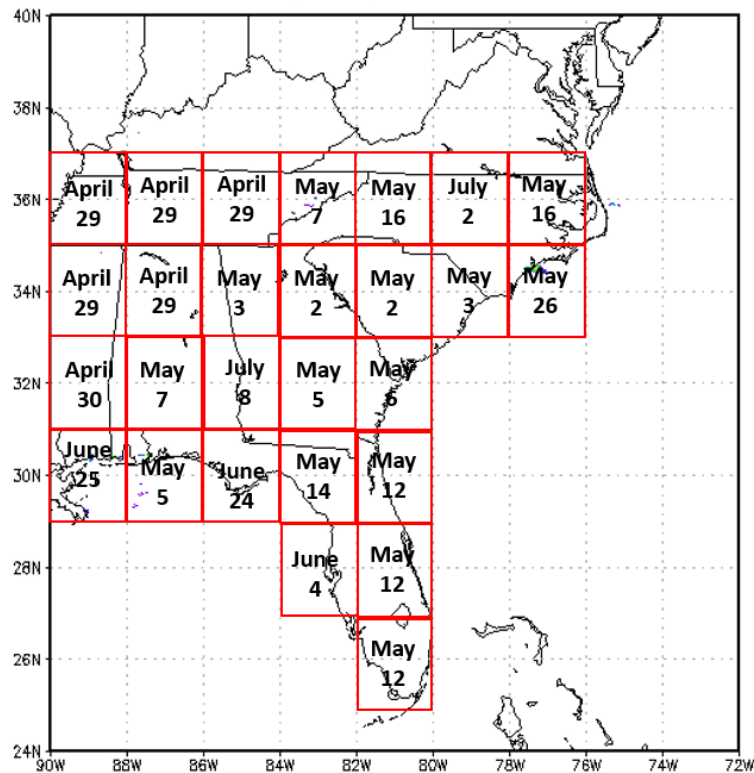 40N
38N
April April April May May July May
36N
29 29 29 7 16 2 16
April April May May May May May
34N
29 29 3 2 2 3 26
April May July May May
32N
30 7 8 5 6
June May June May May
30N
25 5 24 14 12
June May
28N
4 12
May
26N
12
24N
90W 88W 86W 84W 82W 80W 78W 76W 74W 72W